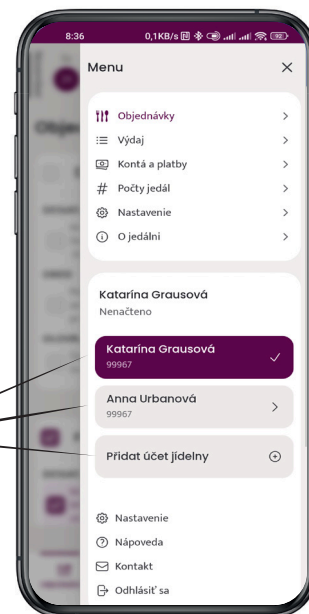 8:36 0,1KB/s
Menu
Objednávky
Výdaj
Kontá a platby
Počty jedál
Nastavenie
O jedálni
Katarína Grausová
Nenačteno
Katarína Grausová
99967
Anna Urbanová
99967
Přidat účet jídelny
Nastavenie
Nápoveda
Kontakt
Odhlásiť sa